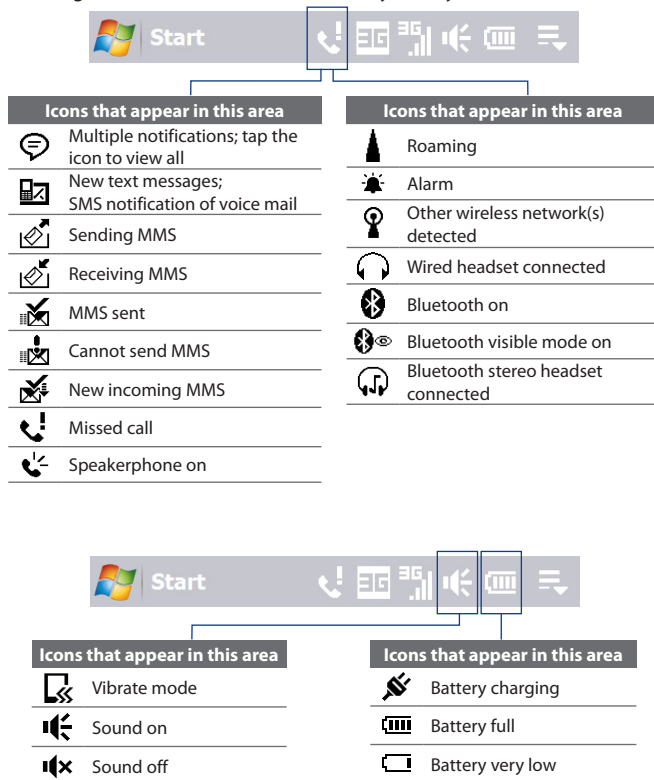 Start
Icons that appear in this area
Multiple notifications; tap the
icon to view all
New text messages;
SMS notification of voice mail
Sending MMS
Receiving MMS
MMS sent
Cannot send MMS
New incoming MMS
Missed call
Speakerphone on
Icons that appear in this area
Roaming
Alarm
Other wireless network(s)
detected
Wired headset connected
Bluetooth on
Bluetooth visible mode on
Bluetooth stereo headset
connected
Start
Icons that appear in this area
Vibrate mode
Sound on
Sound off
Icons that appear in this area
Battery charging
Battery full
Battery very low